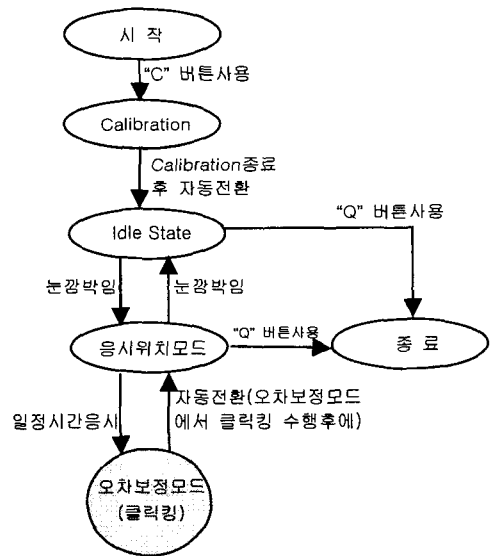 시 작
“C” 버튼사용
Calibration
Calibration종료
후 자동전환
“Q” 버튼사용
Idle State
눈깜박임
눈깜박임
“Q” 버튼사용
응시위치모드
종 료
자동전환(오차보정모드
에서 클릭킹 수행후에)
일정시간응시
오차보정모드
(클릭킹)